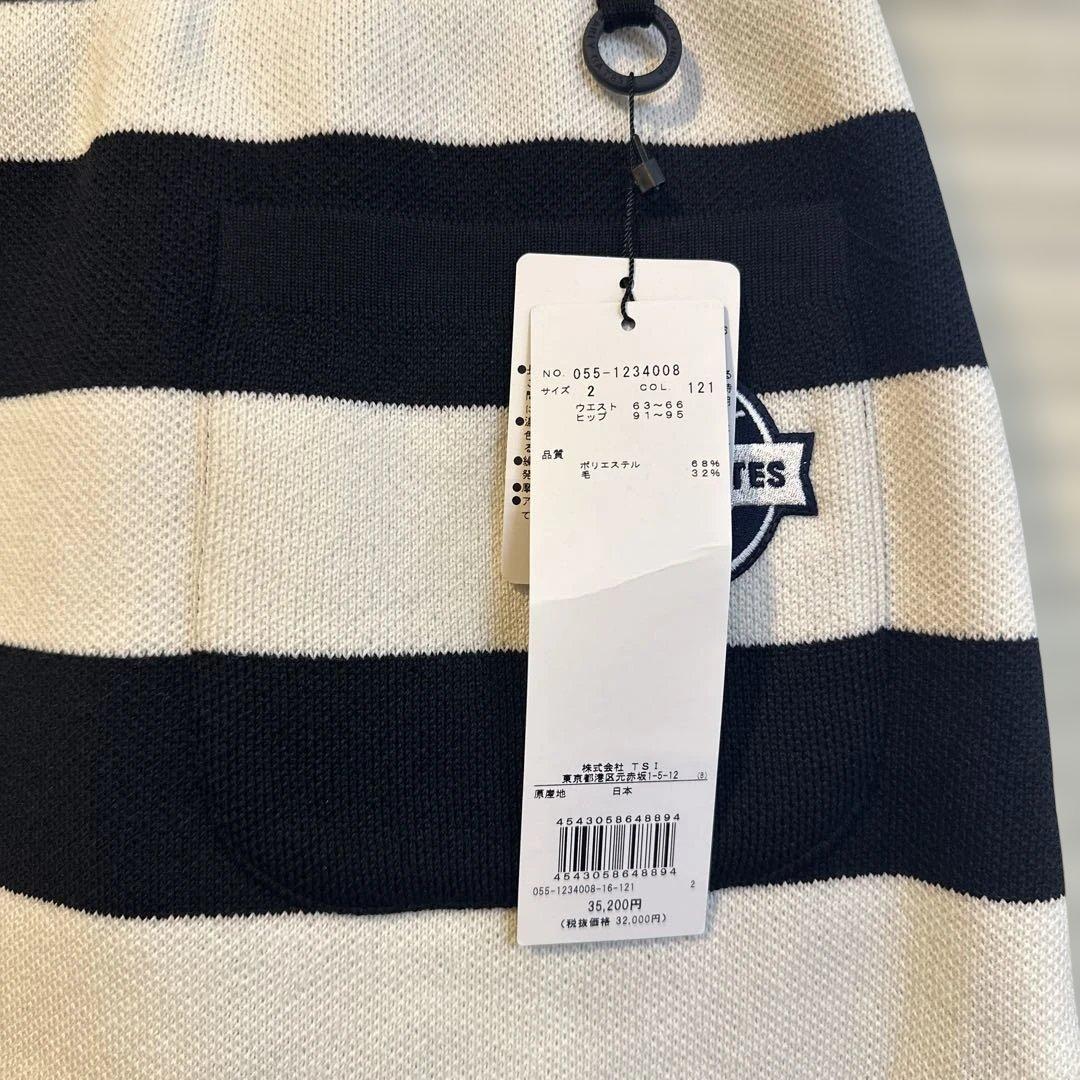 NO. 055-1234008
サイズ 2 COL. 121
ウエスト 63〜66
ヒップ 91〜95
品質
ポリエステル 68%
毛 32%
TES
株式会社 TSI
東京都港区元赤坂1-5-12 (8)
原産地 日本
4543058648894
4543058648894
055-1234008-16-121 2
35,200円
(税抜価格 32,000円)